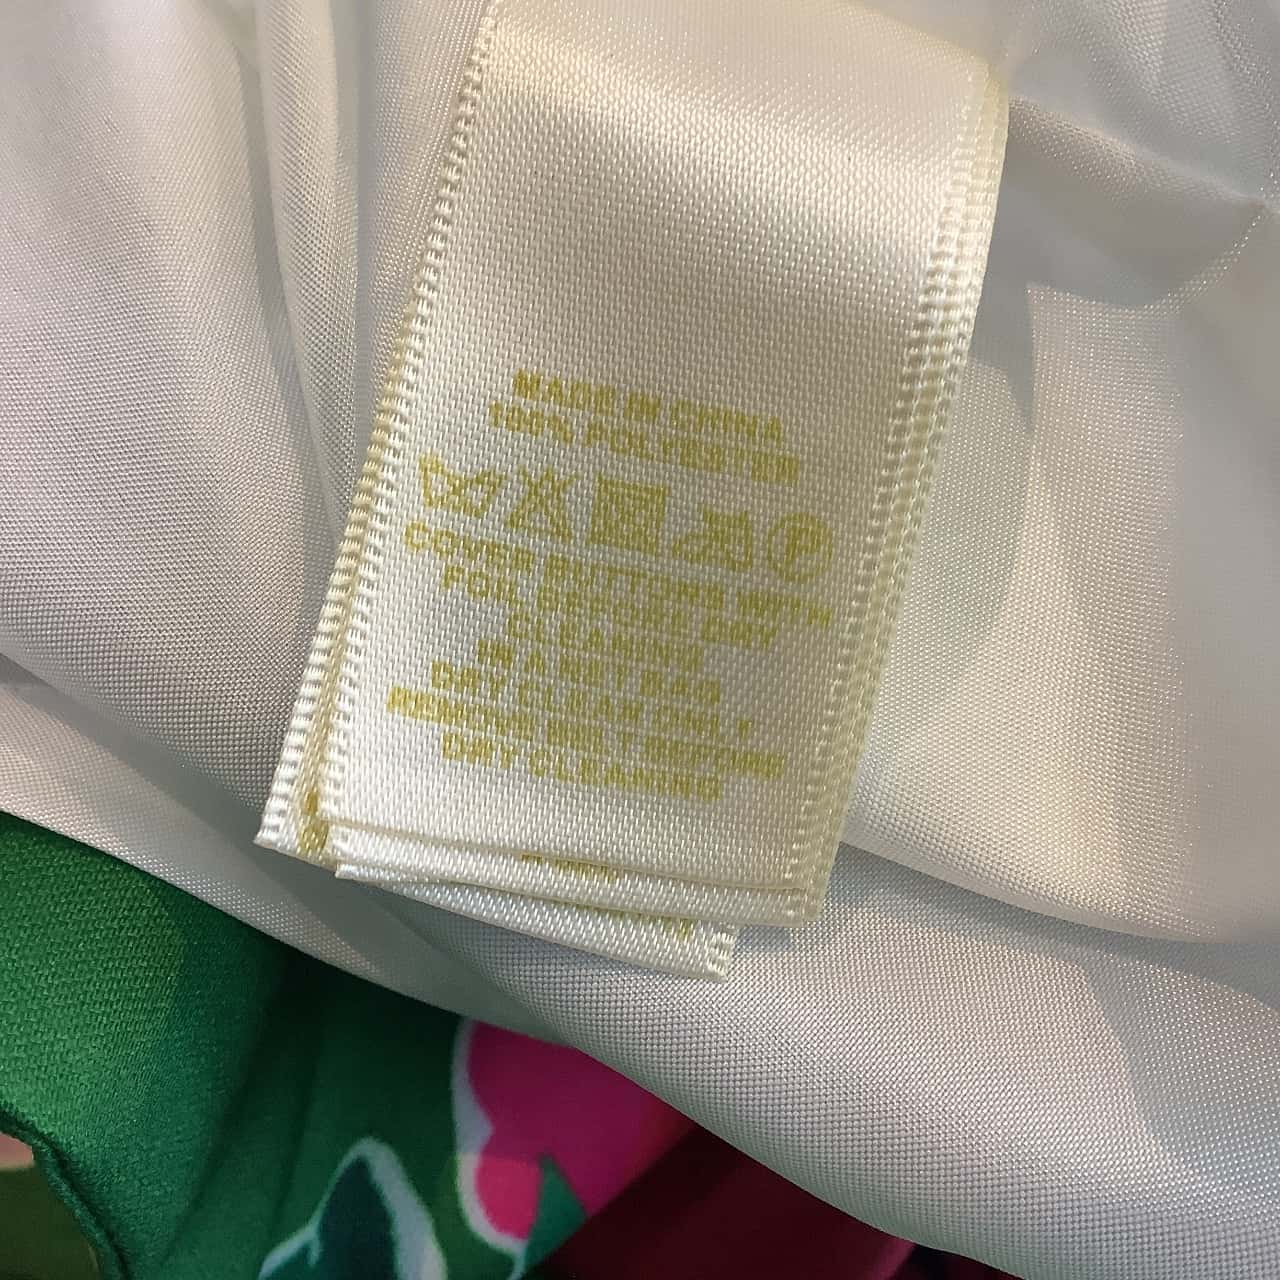 MADE IN CHINA
100% POLYESTER
P
COVER BUTTONS WITH
FOIL BEFORE DRY
CLEANING
IN A NET BAG
DRY CLEAN ONLY
REMOVE BELT BEFORE
DRY CLEANING